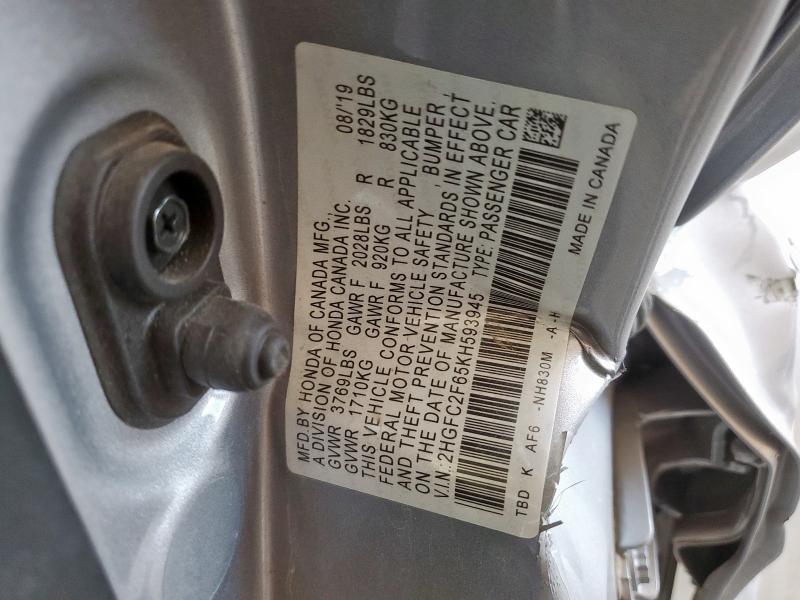 MFD.BY HONDA OF CANADA MFG., 08/'19
A DIVISION OF HONDA CANADA INC.
GVWR 3769LBS GAWR F 2028LBS R 1829LBS
GVWR 1710KG GAWR F 920KG R 830KG
THIS VEHICLE CONFORMS TO ALL APPLICABLE
FEDERAL MOTOR VEHICLE SAFETY , BUMPER ,
AND THEFT PREVENTION STANDARDS IN EFFECT
ON THE DATE OF MANUFACTURE SHOWN ABOVE.
V.I.N.:2HGFC2F65KH593945 TYPE: PASSENGER CAR
TBD K AF6 -NH830M -A-H MADE IN CANADA